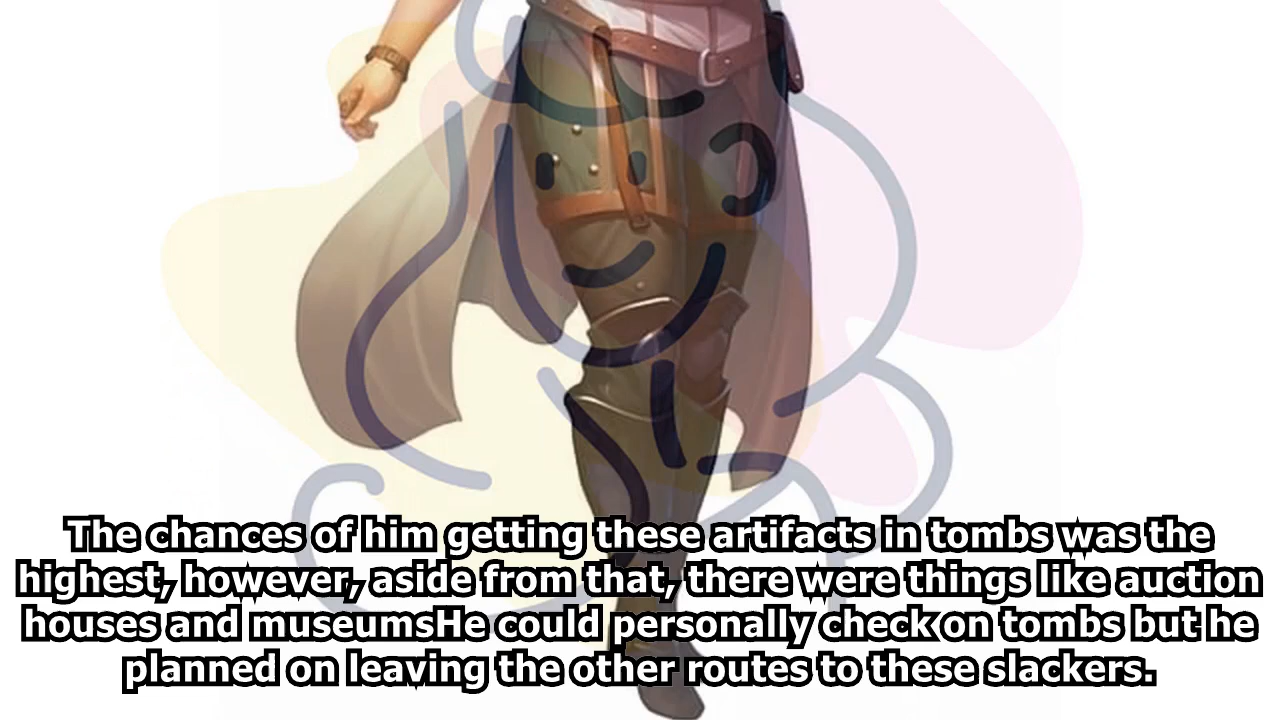 The chances of him getting these artifacts in tombs was the
highest, however, aside from that, there were things like auction
houses and museumsHe could personally check on tombs but he
planned on leaving the other routes to these slackers.